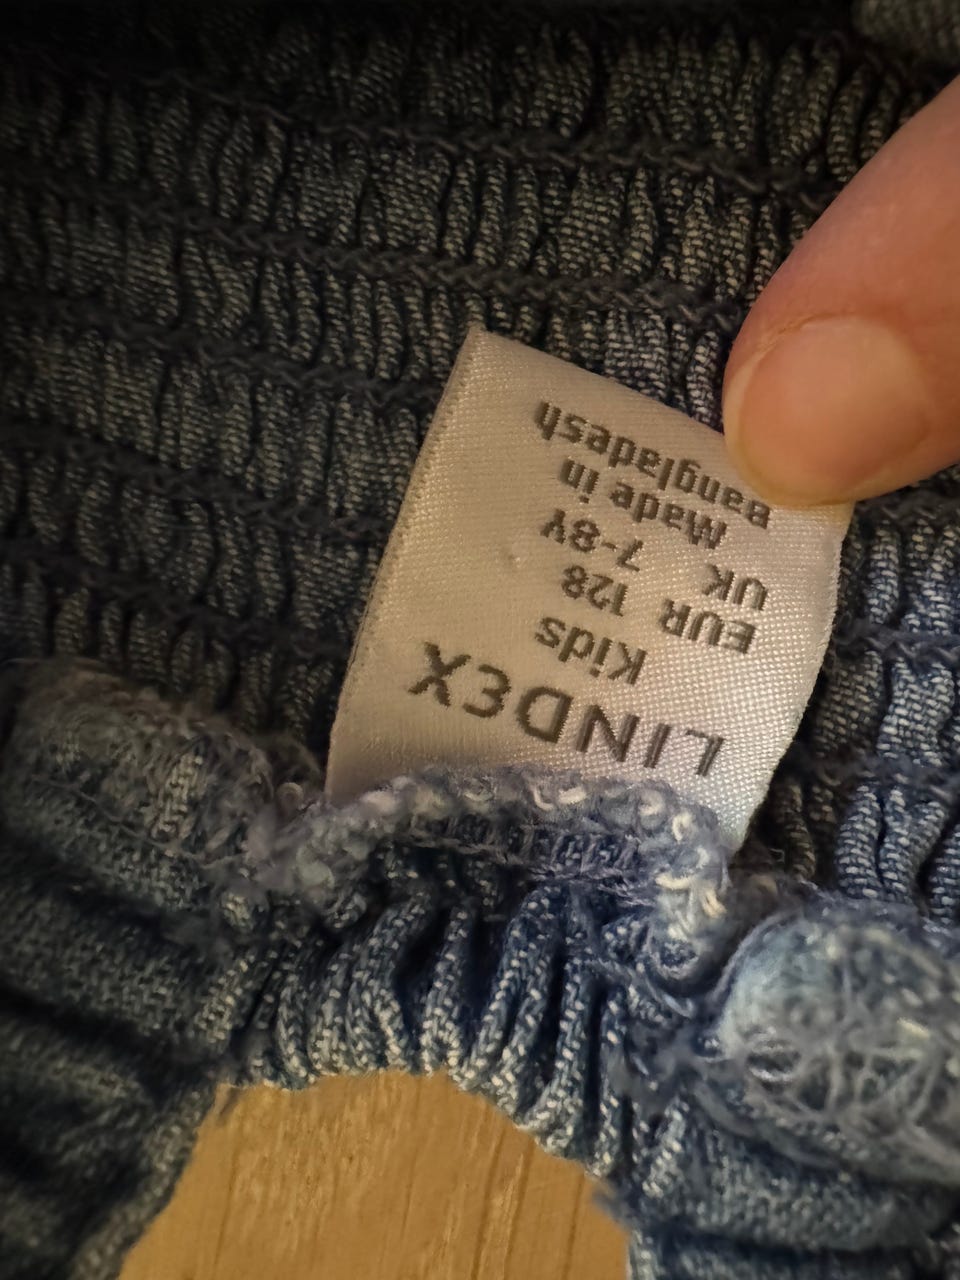 LINDEX
Kids
EUR 128
UK 7-8Y
Made in
Bangladesh